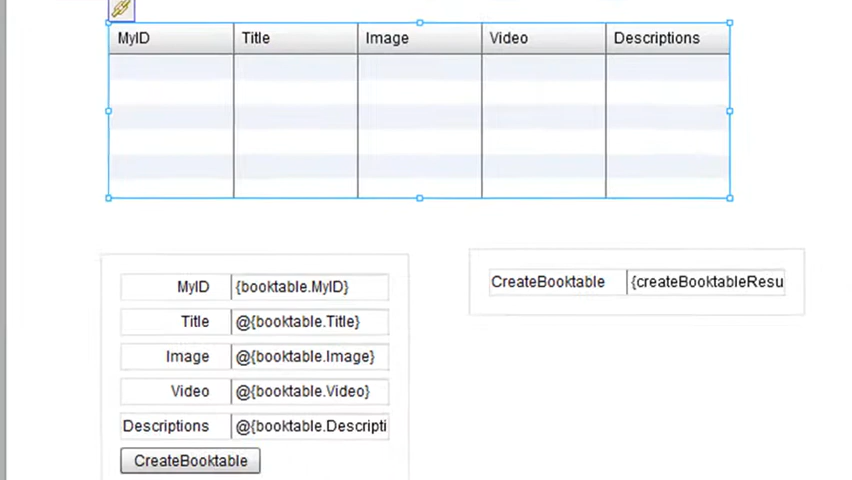 MyID Title Image Video Descriptions
MyID {booktable.MyID}
Title @{booktable.Title}
Image @{booktable.Image}
Video @{booktable.Video}
Descriptions @{booktable.Descripti
CreateBooktable
CreateBooktable {createBooktableResu